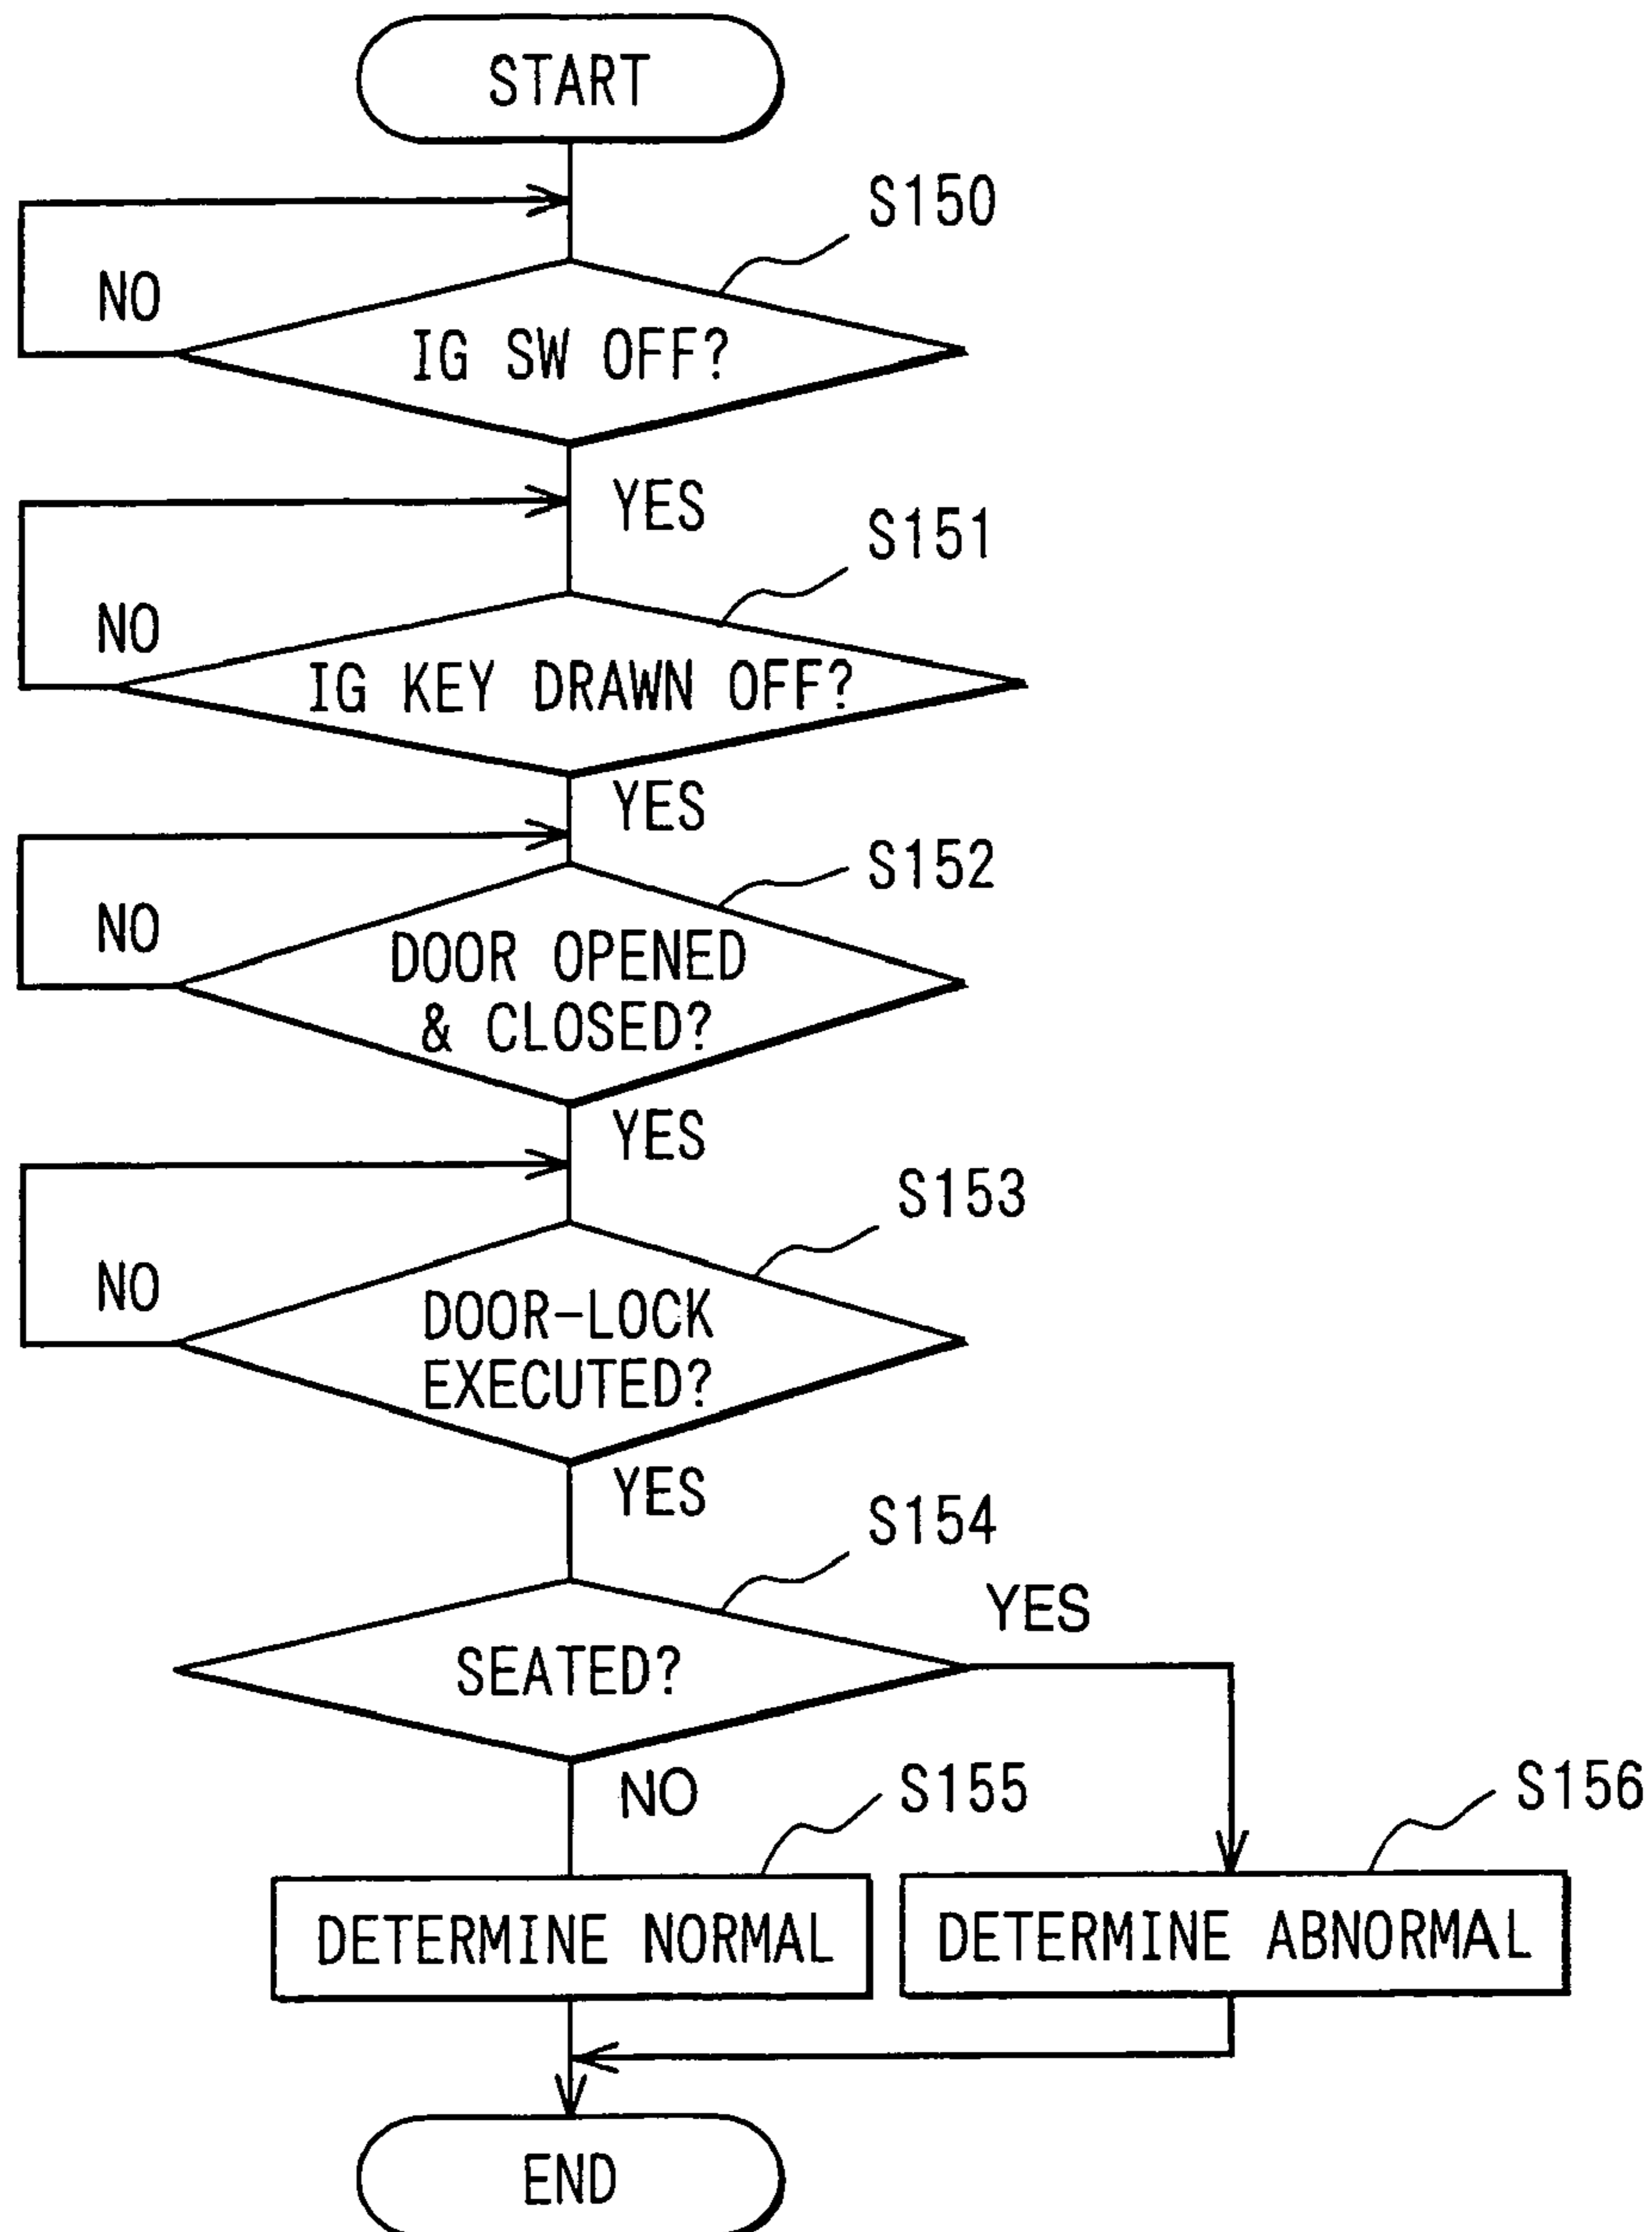 START
S150
NO
IG SW OFF?
YES
S151
NO
IG KEY DRAWN OFF?
YES
S152
NO
DOOR OPENED
& CLOSED?
YES
S153
NO
DOOR-LOCK
EXECUTED?
YES
S154
YES
SEATED?
NO
S155
S156
DETERMINE NORMAL
DETERMINE ABNORMAL
END